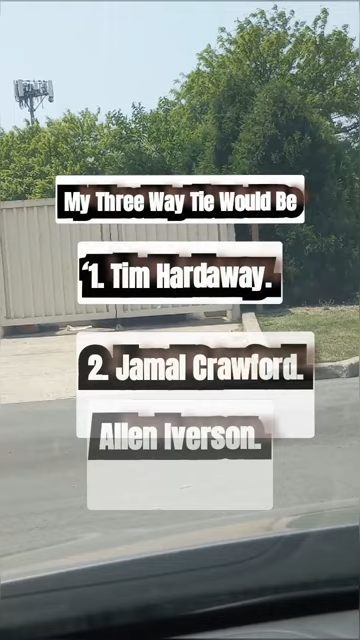 My Three Way Tie Would Be
“1. Tim Hardaway.
2. Jamal Crawford.
Allen Iverson.